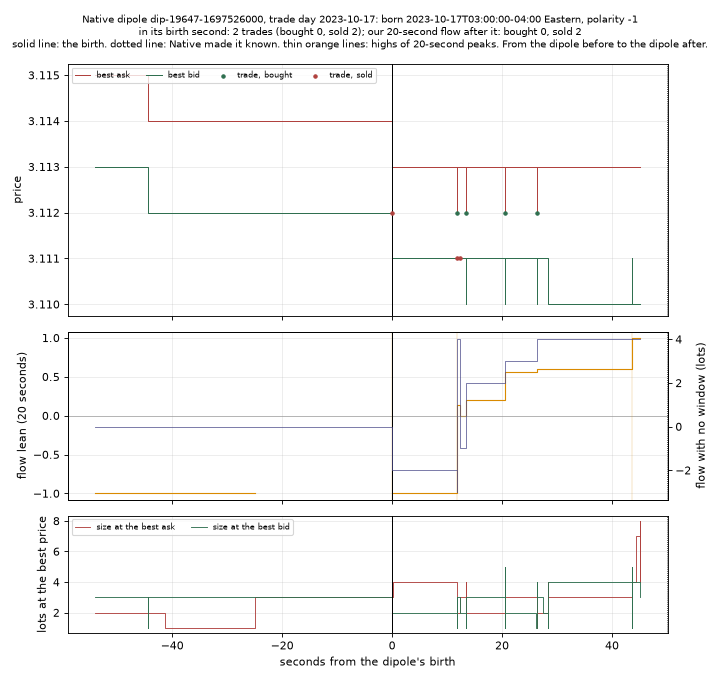 Native dipole dip-19647-1697526000, trade day 2023-10-17: born 2023-10-17T03:00:00-04:00 Eastern, polarity -1
in its birth second: 2 trades (bought 0, sold 2); our 20-second flow after it: bought 0, sold 2
solid line: the birth. dotted line: Native made it known. thin orange lines: highs of 20-second peaks. From the dipole before to the dipole after.
best ask
best bid
trade, bought
trade, sold
3.115
3.114
3.113
3.112
3.111
3.110
price
1.0
0.5
0.0
−0.5
−1.0
flow lean (20 seconds)
4
2
0
−2
flow with no window (lots)
size at the best ask
size at the best bid
8
6
4
2
lots at the best price
−40
−20
0
20
40
seconds from the dipole's birth